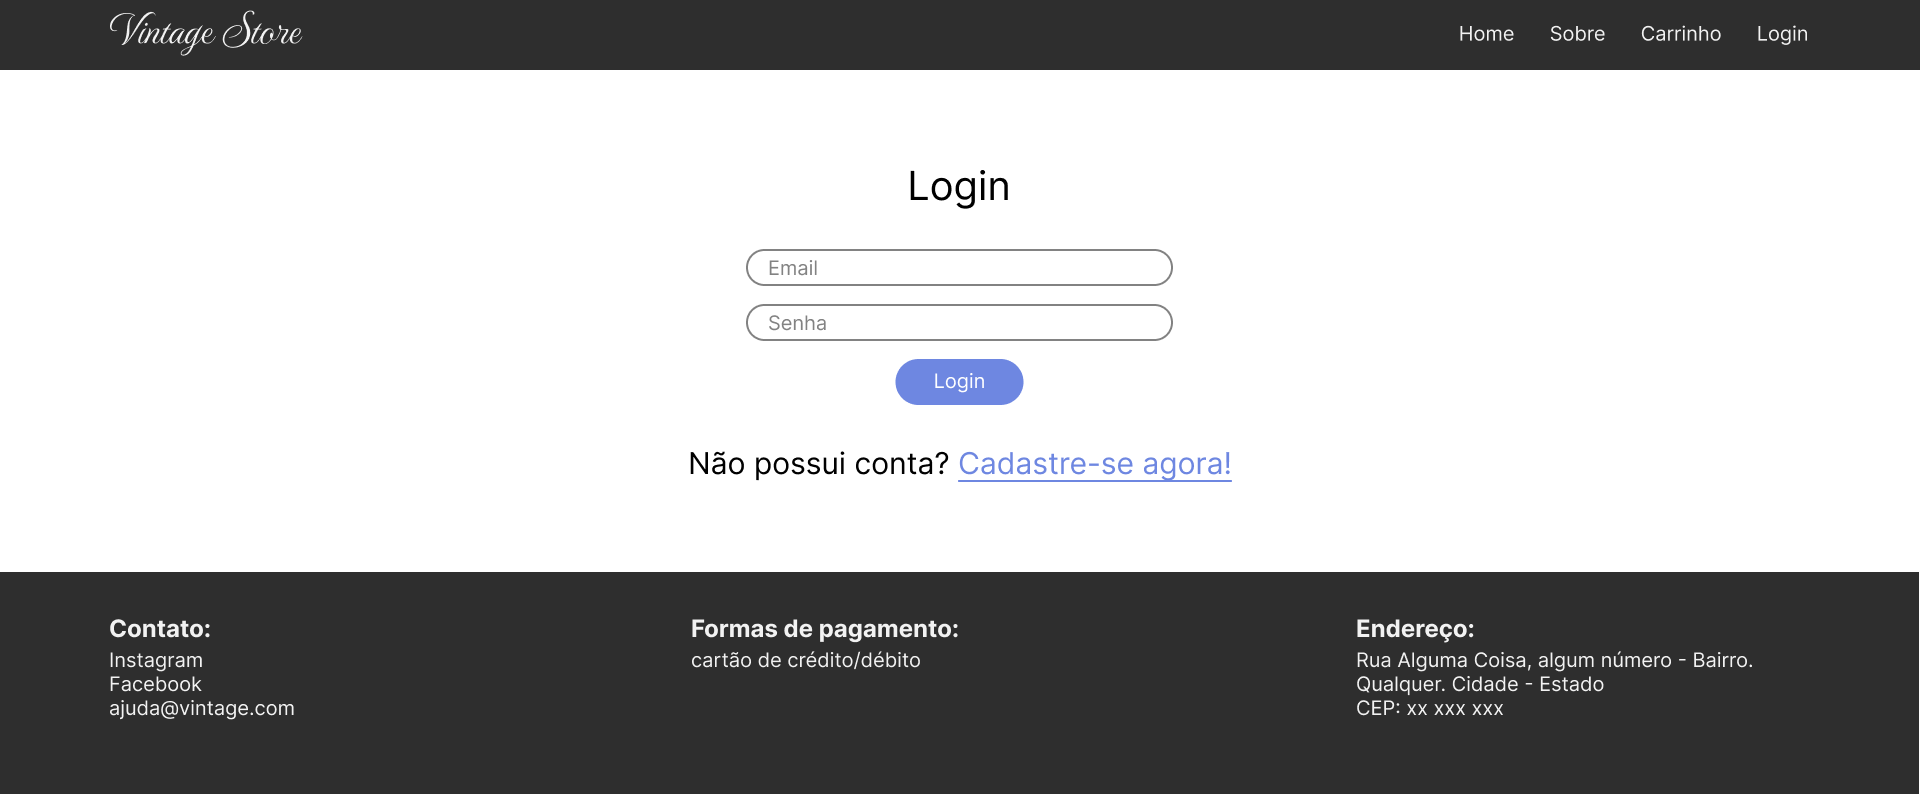 Vintage Store
Home Sobre Carrinho Login
Login
Email
Senha
Login
Não possui conta? Cadastre-se agora!
Contato:
Instagram
Facebook
ajuda@vintage.com
Formas de pagamento:
cartão de crédito/débito
Endereço:
Rua Alguma Coisa, algum número - Bairro.
Qualquer. Cidade - Estado
CEP: xx xxx xxx